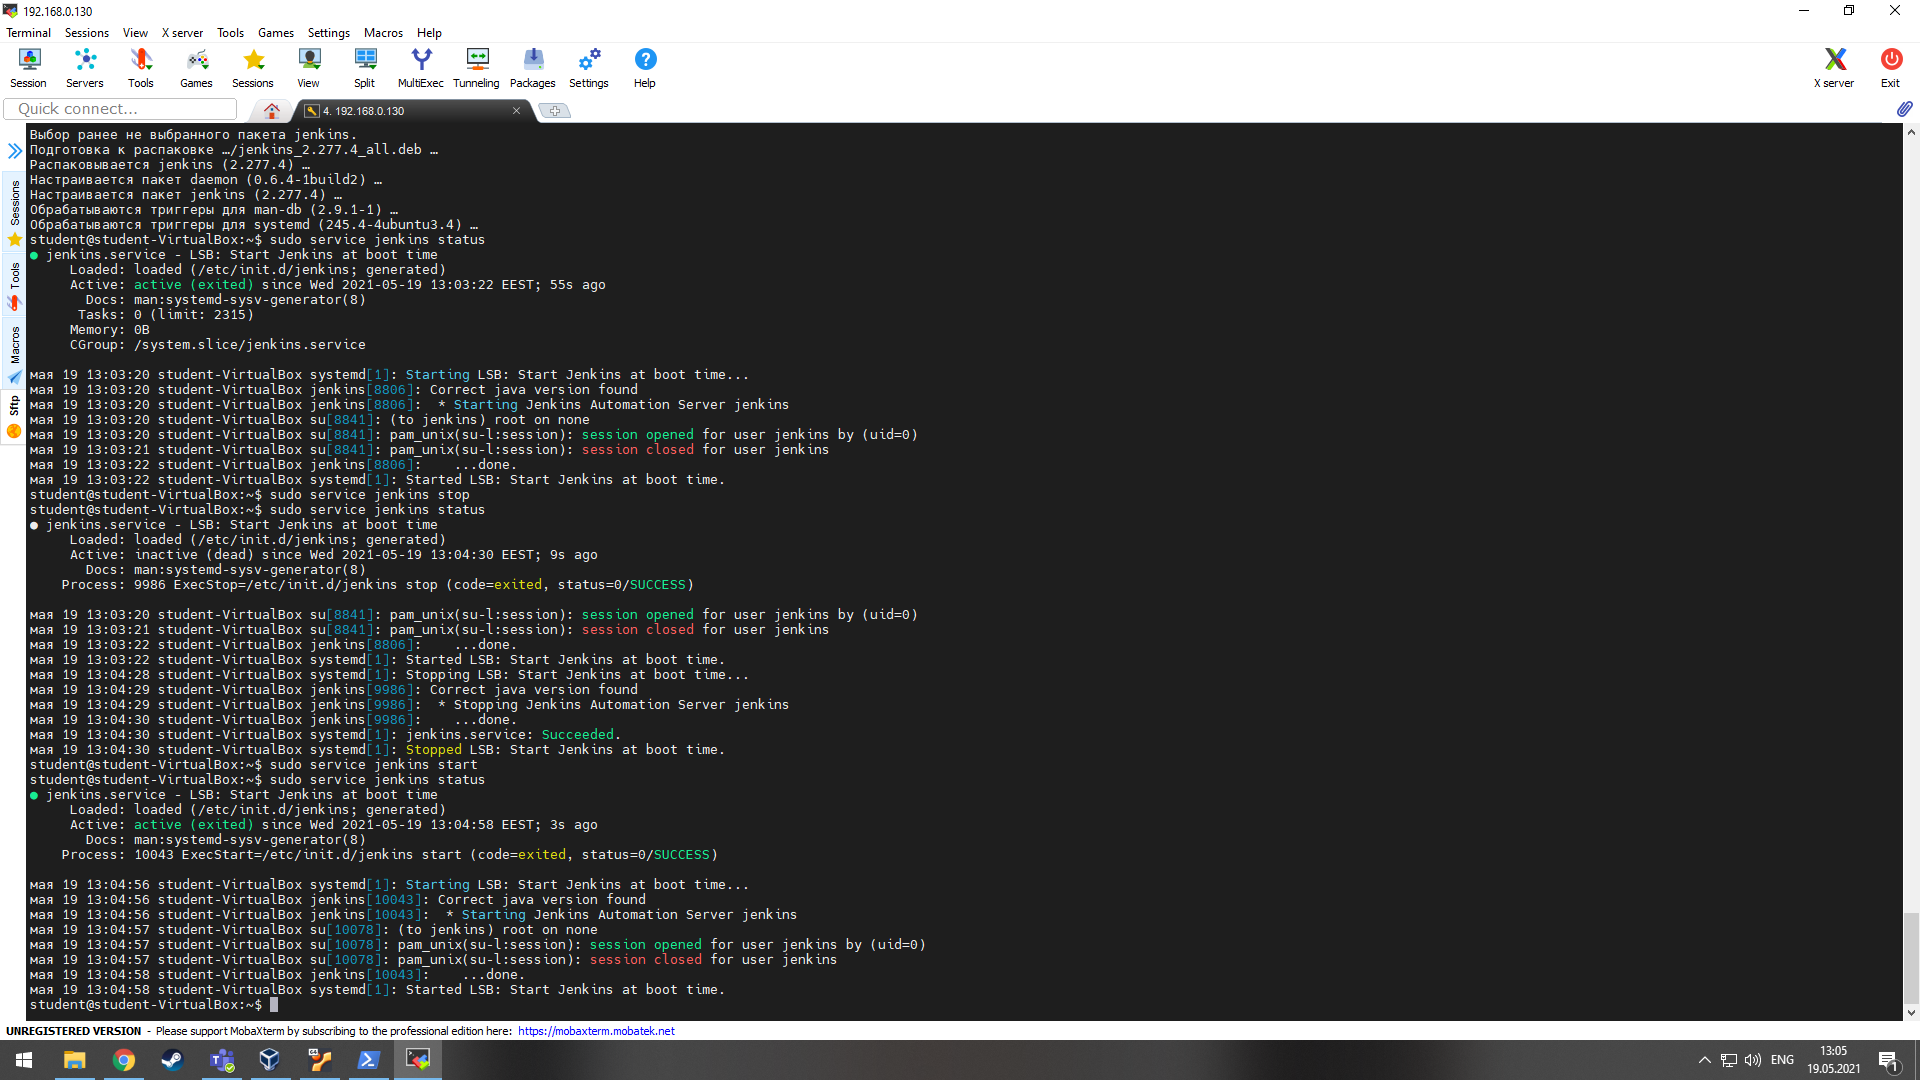 192.168.0.130
Terminal Sessions View X server Tools Games Settings Macros Help
Session Servers Tools Games Sessions View Split MultiExec Tunneling Packages Settings Help X server Exit
Quick connect... 4. 192.168.0.130
Sessions
Tools
Macros
Sftp
Выбор ранее не выбранного пакета jenkins.
Подготовка к распаковке …/jenkins_2.277.4_all.deb …
Распаковывается jenkins (2.277.4) …
Настраивается пакет daemon (0.6.4-1build2) …
Настраивается пакет jenkins (2.277.4) …
Обрабатываются триггеры для man-db (2.9.1-1) …
Обрабатываются триггеры для systemd (245.4-4ubuntu3.4) …
student@student-VirtualBox:~$ sudo service jenkins status
● jenkins.service - LSB: Start Jenkins at boot time
Loaded: loaded (/etc/init.d/jenkins; generated)
Active: active (exited) since Wed 2021-05-19 13:03:22 EEST; 55s ago
Docs: man:systemd-sysv-generator(8)
Tasks: 0 (limit: 2315)
Memory: 0B
CGroup: /system.slice/jenkins.service
мая 19 13:03:20 student-VirtualBox systemd[1]: Starting LSB: Start Jenkins at boot time...
мая 19 13:03:20 student-VirtualBox jenkins[8806]: Correct java version found
мая 19 13:03:20 student-VirtualBox jenkins[8806]:  * Starting Jenkins Automation Server jenkins
мая 19 13:03:20 student-VirtualBox su[8841]: (to jenkins) root on none
мая 19 13:03:20 student-VirtualBox su[8841]: pam_unix(su-l:session): session opened for user jenkins by (uid=0)
мая 19 13:03:21 student-VirtualBox su[8841]: pam_unix(su-l:session): session closed for user jenkins
мая 19 13:03:22 student-VirtualBox jenkins[8806]:    ...done.
мая 19 13:03:22 student-VirtualBox systemd[1]: Started LSB: Start Jenkins at boot time.
student@student-VirtualBox:~$ sudo service jenkins stop
student@student-VirtualBox:~$ sudo service jenkins status
● jenkins.service - LSB: Start Jenkins at boot time
Loaded: loaded (/etc/init.d/jenkins; generated)
Active: inactive (dead) since Wed 2021-05-19 13:04:30 EEST; 9s ago
Docs: man:systemd-sysv-generator(8)
Process: 9986 ExecStop=/etc/init.d/jenkins stop (code=exited, status=0/SUCCESS)
мая 19 13:03:20 student-VirtualBox su[8841]: pam_unix(su-l:session): session opened for user jenkins by (uid=0)
мая 19 13:03:21 student-VirtualBox su[8841]: pam_unix(su-l:session): session closed for user jenkins
мая 19 13:03:22 student-VirtualBox jenkins[8806]:    ...done.
мая 19 13:03:22 student-VirtualBox systemd[1]: Started LSB: Start Jenkins at boot time.
мая 19 13:04:28 student-VirtualBox systemd[1]: Stopping LSB: Start Jenkins at boot time...
мая 19 13:04:29 student-VirtualBox jenkins[9986]: Correct java version found
мая 19 13:04:29 student-VirtualBox jenkins[9986]:  * Stopping Jenkins Automation Server jenkins
мая 19 13:04:30 student-VirtualBox jenkins[9986]:    ...done.
мая 19 13:04:30 student-VirtualBox systemd[1]: jenkins.service: Succeeded.
мая 19 13:04:30 student-VirtualBox systemd[1]: Stopped LSB: Start Jenkins at boot time.
student@student-VirtualBox:~$ sudo service jenkins start
student@student-VirtualBox:~$ sudo service jenkins status
● jenkins.service - LSB: Start Jenkins at boot time
Loaded: loaded (/etc/init.d/jenkins; generated)
Active: active (exited) since Wed 2021-05-19 13:04:58 EEST; 3s ago
Docs: man:systemd-sysv-generator(8)
Process: 10043 ExecStart=/etc/init.d/jenkins start (code=exited, status=0/SUCCESS)
мая 19 13:04:56 student-VirtualBox systemd[1]: Starting LSB: Start Jenkins at boot time...
мая 19 13:04:56 student-VirtualBox jenkins[10043]: Correct java version found
мая 19 13:04:56 student-VirtualBox jenkins[10043]:  * Starting Jenkins Automation Server jenkins
мая 19 13:04:57 student-VirtualBox su[10078]: (to jenkins) root on none
мая 19 13:04:57 student-VirtualBox su[10078]: pam_unix(su-l:session): session opened for user jenkins by (uid=0)
мая 19 13:04:57 student-VirtualBox su[10078]: pam_unix(su-l:session): session closed for user jenkins
мая 19 13:04:58 student-VirtualBox jenkins[10043]:    ...done.
мая 19 13:04:58 student-VirtualBox systemd[1]: Started LSB: Start Jenkins at boot time.
student@student-VirtualBox:~$
UNREGISTERED VERSION - Please support MobaXterm by subscribing to the professional edition here: https://mobaxterm.mobatek.net
ENG 13:05
19.05.2021
1